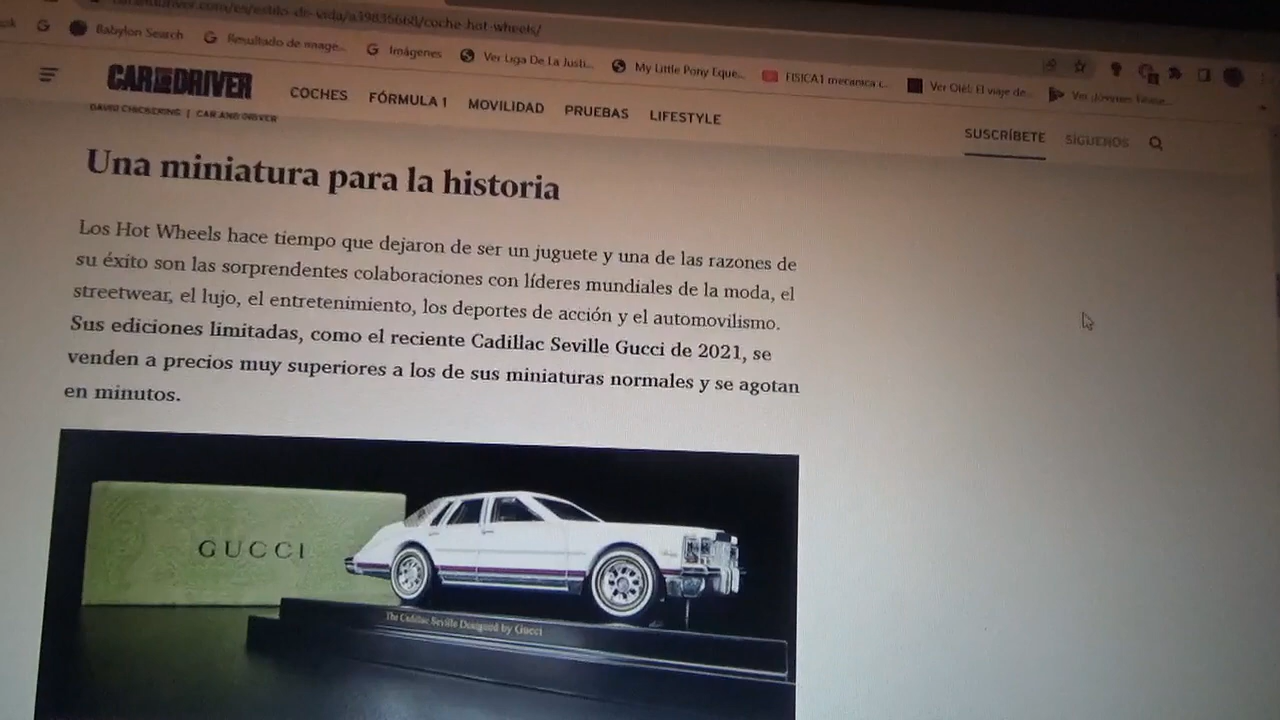 Babylon Search
Resultado de image...
Imágenes
Ver Liga De La Justi...
My Little Pony Eque...
FISICA1 mecanica c...
Ver Olé! El viaje de...
CAR AND DRIVER
COCHES
FÓRMULA 1
MOVILIDAD
PRUEBAS
LIFESTYLE
SUSCRÍBETE
SÍGUENOS
DAVID CHICKERING | CAR AND DRIVER
Una miniatura para la historia
Los Hot Wheels hace tiempo que dejaron de ser un juguete y una de las razones de
su éxito son las sorprendentes colaboraciones con líderes mundiales de la moda, el
streetwear, el lujo, el entretenimiento, los deportes de acción y el automovilismo.
Sus ediciones limitadas, como el reciente Cadillac Seville Gucci de 2021, se
venden a precios muy superiores a los de sus miniaturas normales y se agotan
en minutos.
GUCCI
The Cadillac Seville Designed by Gucci